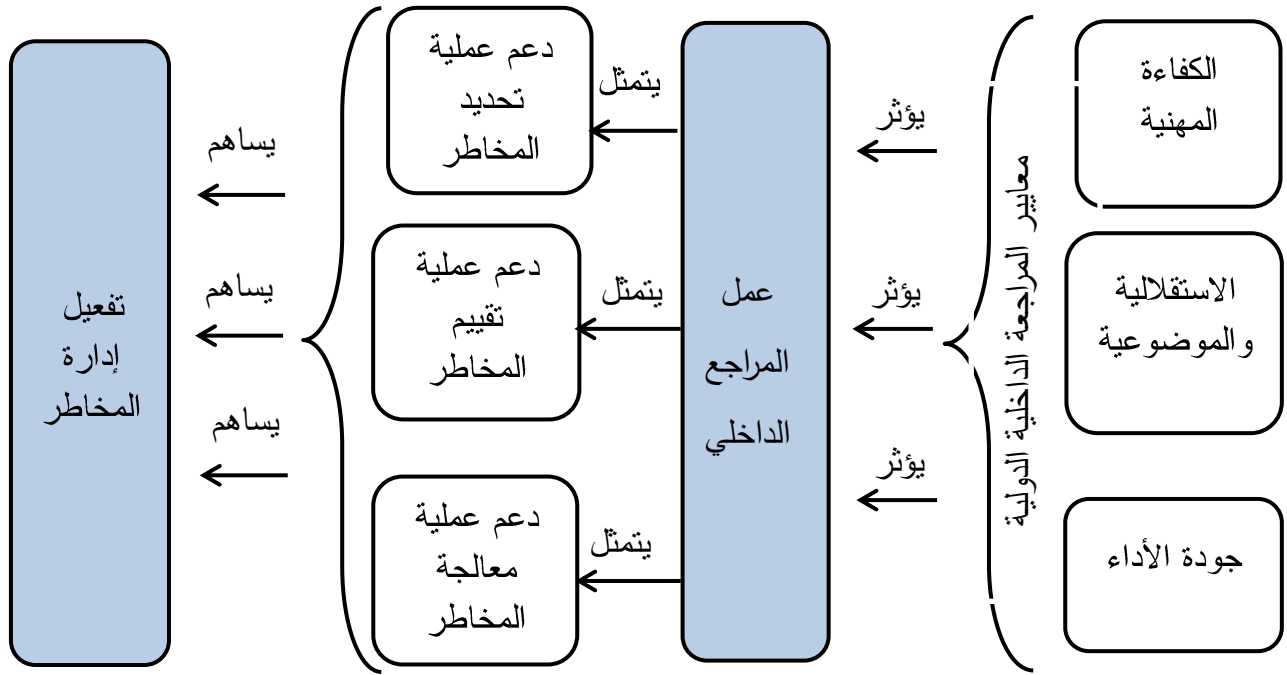 الكفاءة
المهنية
الاستقلالية
والموضوعية
جودة الأداء
معايير المراجعة الداخلية الدولية
يؤثر
يؤثر
يؤثر
عمل
المراجع
الداخلي
يتمثل
يتمثل
يتمثل
دعم عملية
تحديد
المخاطر
دعم عملية
تقييم
المخاطر
دعم عملية
معالجة
المخاطر
يساهم
يساهم
يساهم
تفعيل
إدارة
المخاطر